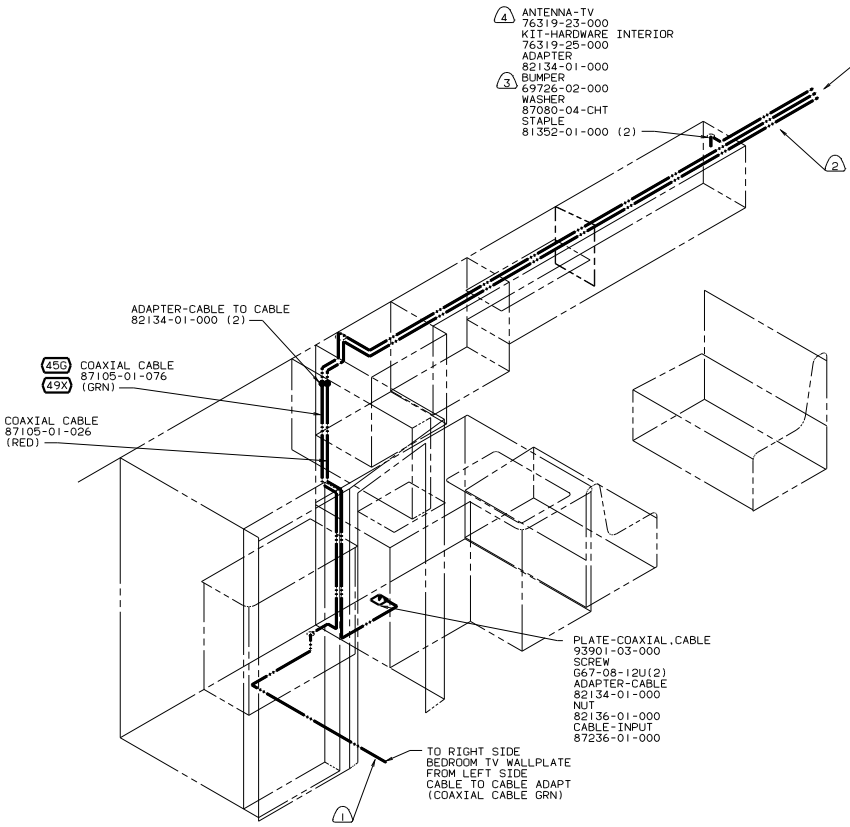 4 ANTENNA-TV
76319-23-000
KIT-HARDWARE INTERIOR
76319-25-000
ADAPTER
82134-01-000
3 BUMPER
69726-02-000
WASHER
87080-04-CHT
STAPLE
81352-01-000 (2)
2
ADAPTER-CABLE TO CABLE
82134-01-000 (2)
45G COAXIAL CABLE
87105-01-076
49X (GRN)
COAXIAL CABLE
87105-01-026
(RED)
PLATE-COAXIAL,CABLE
93901-03-000
SCREW
G67-08-12U(2)
ADAPTER-CABLE
82134-01-000
NUT
82136-01-000
CABLE-INPUT
87236-01-000
TO RIGHT SIDE
BEDROOM TV WALLPLATE
FROM LEFT SIDE
CABLE TO CABLE ADAPT
(COAXIAL CABLE GRN)
1